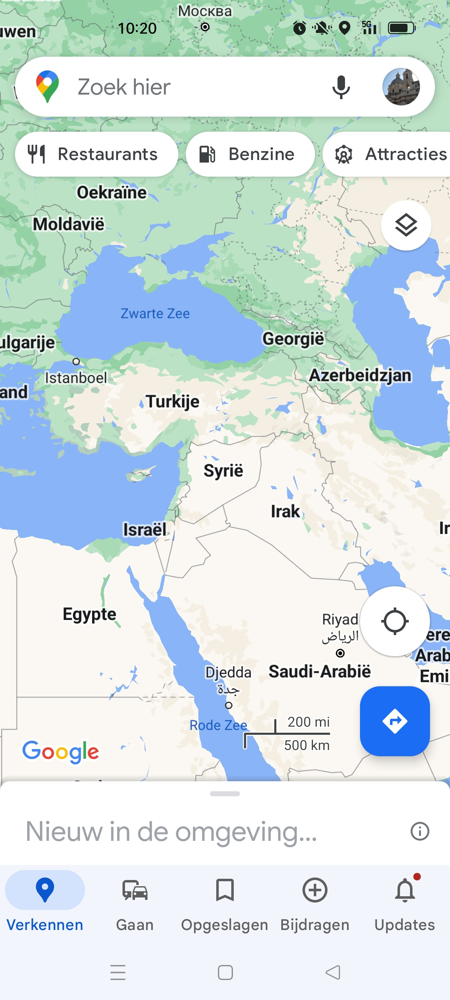 Москва
uwen
10:20
5G
Zoek hier
Restaurants
Benzine
Attracties
Oekraïne
Moldavië
Zwarte Zee
ulgarije
Georgië
Istanboel
Azerbeidzjan
and
Turkije
Syrië
Irak
Israël
Ir
Egypte
Riyad
الرياض
ere
Arab
Djedda
جدة
Saudi-Arabië
Emi
Rode Zee
200 mi
500 km
Google
Nieuw in de omgeving...
Verkennen
Gaan
Opgeslagen
Bijdragen
Updates